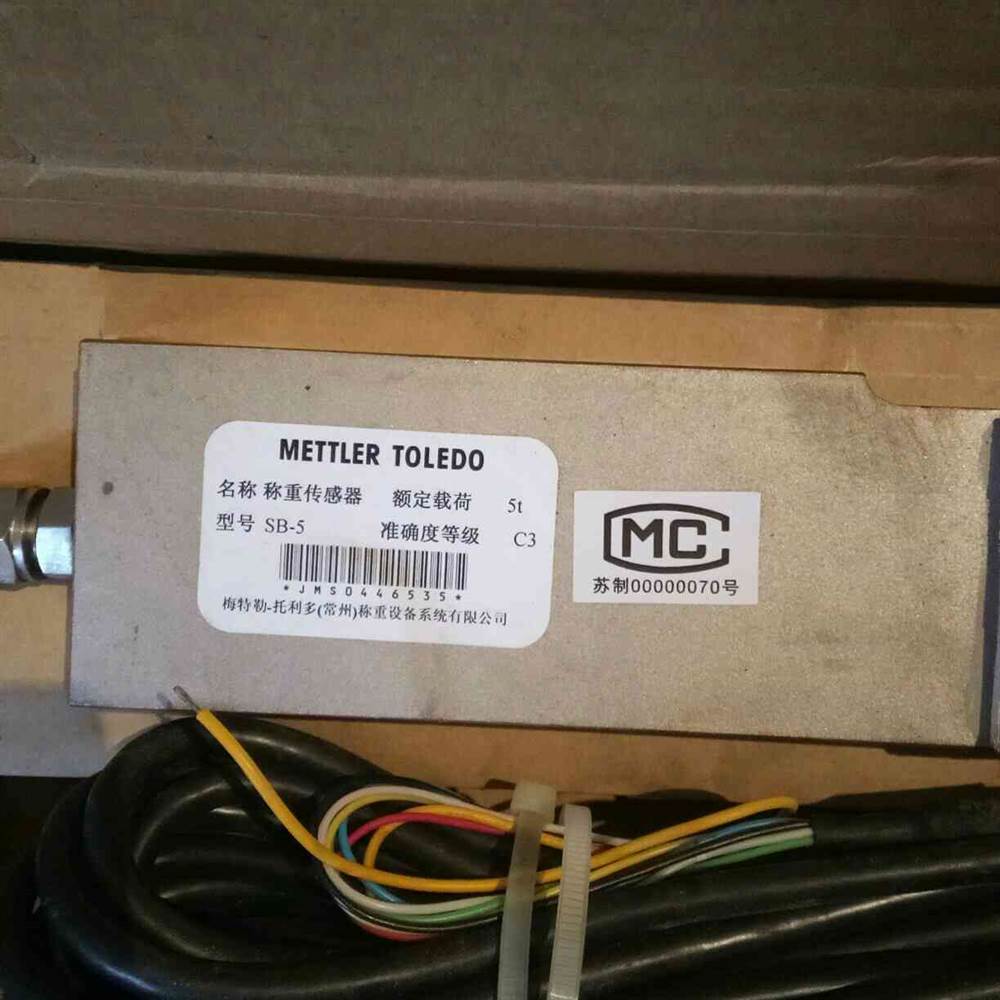 METTLER TOLEDO
名称 称重传感器 额定载荷 5t
型号 SB-5 准确度等级 C3
*JMS0446535*
梅特勒-托利多(常州)称重设备系统有限公司
MC
苏制00000070号